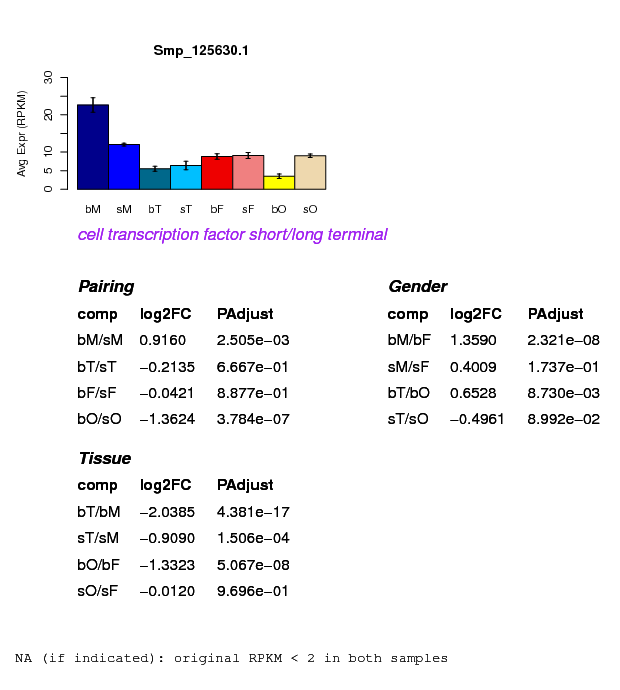 Smp_125630.1
Avg Expr (RPKM)
30
20
10
5
0
bM sM bT sT bF sF bO sO
cell transcription factor short/long terminal
Pairing
comp log2FC PAdjust
bM/sM 0.9160 2.505e−03
bT/sT −0.2135 6.667e−01
bF/sF −0.0421 8.877e−01
bO/sO −1.3624 3.784e−07
Gender
comp log2FC PAdjust
bM/bF 1.3590 2.321e−08
sM/sF 0.4009 1.737e−01
bT/bO 0.6528 8.730e−03
sT/sO −0.4961 8.992e−02
Tissue
comp log2FC PAdjust
bT/bM −2.0385 4.381e−17
sT/sM −0.9090 1.506e−04
bO/bF −1.3323 5.067e−08
sO/sF −0.0120 9.696e−01
NA (if indicated): original RPKM < 2 in both samples